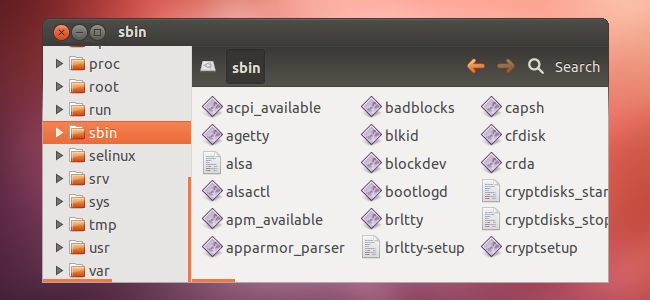 sbin
proc
root
run
sbin
selinux
srv
sys
tmp
usr
var
sbin
Search
acpi_available
agetty
alsa
alsactl
apm_available
apparmor_parser
badblocks
blkid
blockdev
bootlogd
brltty
brltty-setup
capsh
cfdisk
crda
cryptdisks_star
cryptdisks_stop
cryptsetup